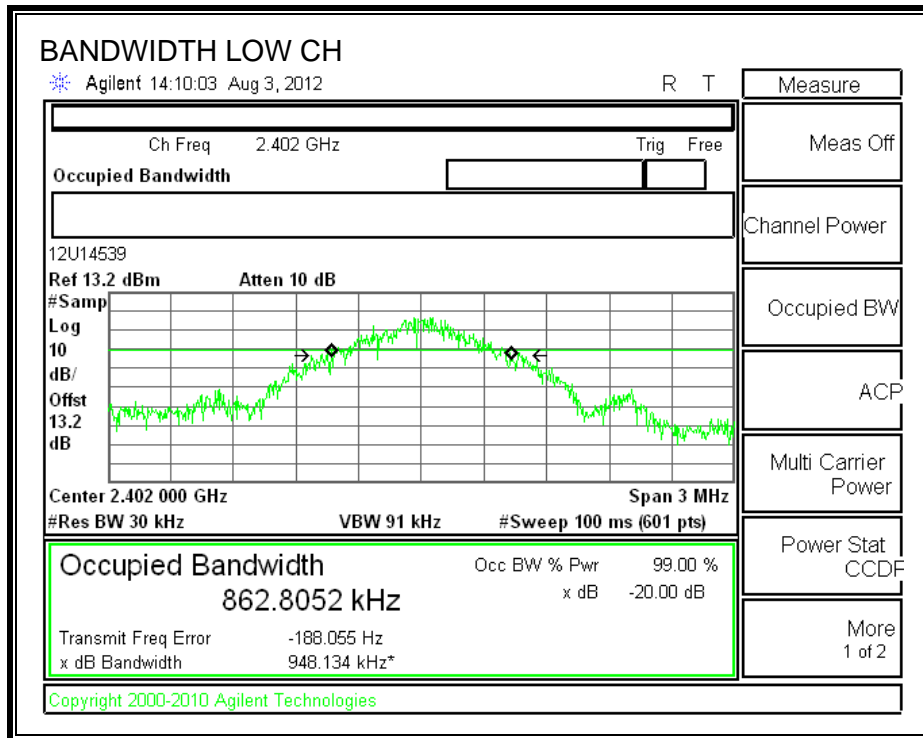 BANDWIDTH LOW CH
Agilent 14:10:03 Aug 3, 2012 R T
Measure
Ch Freq 2.402 GHz Trig Free
Occupied Bandwidth
Meas Off
Channel Power
Occupied BW
ACP
Multi Carrier
Power
Power Stat
CCDF
More
1 of 2
12U14539
Ref 13.2 dBm Atten 10 dB
#Samp
Log
10
dB/
Offst
13.2
dB
Center 2.402 000 GHz Span 3 MHz
#Res BW 30 kHz VBW 91 kHz #Sweep 100 ms (601 pts)
Occupied Bandwidth Occ BW % Pwr 99.00 %
862.8052 kHz x dB -20.00 dB
Transmit Freq Error -188.055 Hz
x dB Bandwidth 948.134 kHz*
Copyright 2000-2010 Agilent Technologies